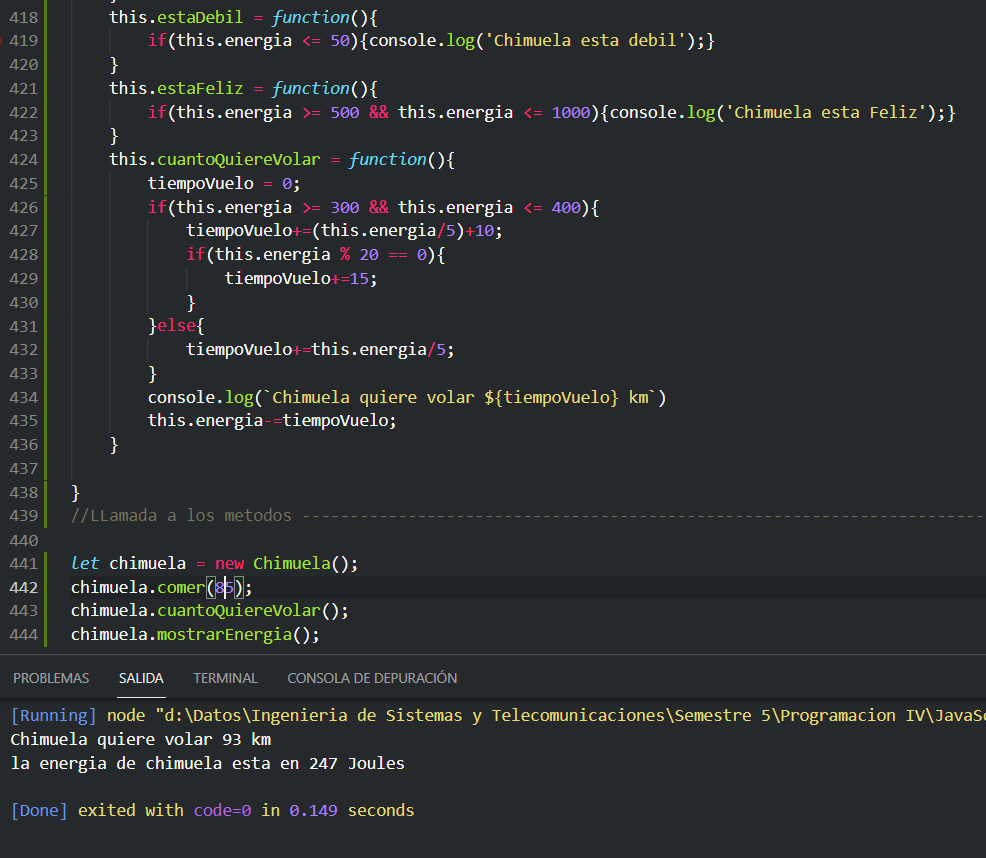 418 this.estaDebil = function(){
419 if(this.energia <= 50){console.log('Chimuela esta debil');}
420 }
421 this.estaFeliz = function(){
422 if(this.energia >= 500 && this.energia <= 1000){console.log('Chimuela esta Feliz');}
423 }
424 this.cuantoQuiereVolar = function(){
425 tiempoVuelo = 0;
426 if(this.energia >= 300 && this.energia <= 400){
427 tiempoVuelo+=(this.energia/5)+10;
428 if(this.energia % 20 == 0){
429 tiempoVuelo+=15;
430 }
431 }else{
432 tiempoVuelo+=this.energia/5;
433 }
434 console.log(`Chimuela quiere volar ${tiempoVuelo} km`)
435 this.energia-=tiempoVuelo;
436 }
437
438 }
439 //LLamada a los metodos -----------------------------------------------------------------------
440
441 let chimuela = new Chimuela();
442 chimuela.comer(85);
443 chimuela.cuantoQuiereVolar();
444 chimuela.mostrarEnergia();
PROBLEMAS SALIDA TERMINAL CONSOLA DE DEPURACIÓN
[Running] node "d:\Datos\Ingenieria de Sistemas y Telecomunicaciones\Semestre 5\Programacion IV\JavaSc
Chimuela quiere volar 93 km
la energia de chimuela esta en 247 Joules
[Done] exited with code=0 in 0.149 seconds